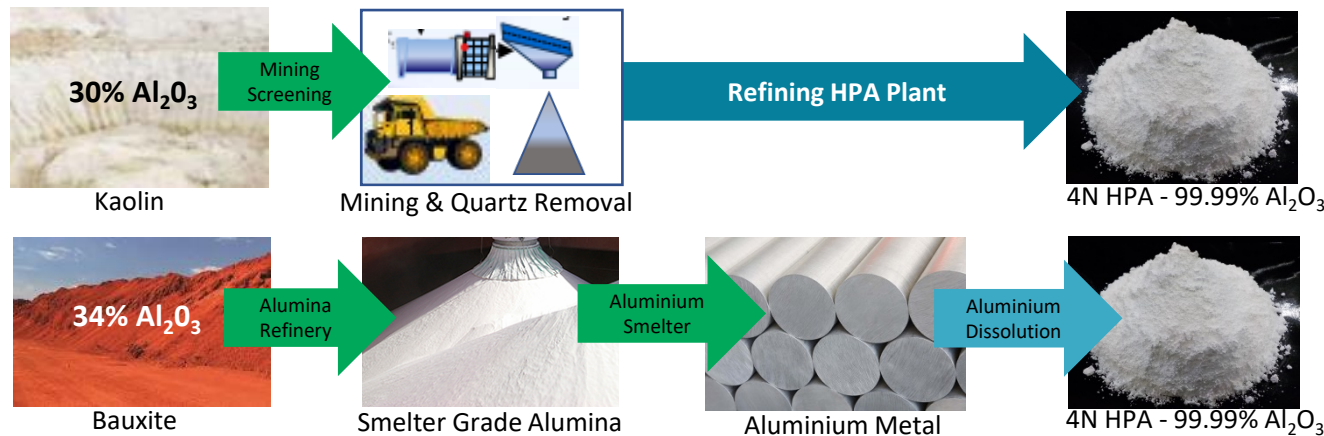 30% Al₂0₃
Mining
Screening
Refining HPA Plant
Kaolin
Mining & Quartz Removal
4N HPA - 99.99% Al₂O₃
34% Al₂0₃
Alumina
Refinery
Aluminium
Smelter
Aluminium
Dissolution
Bauxite
Smelter Grade Alumina
Aluminium Metal
4N HPA - 99.99% Al₂O₃